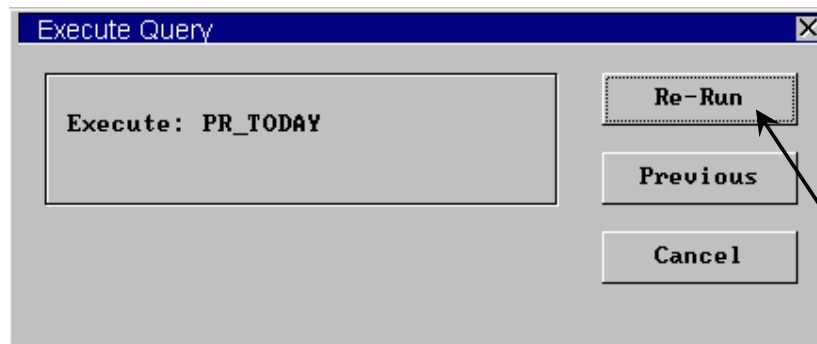 Execute Query
Execute: PR_TODAY
Re-Run
Previous
Cancel